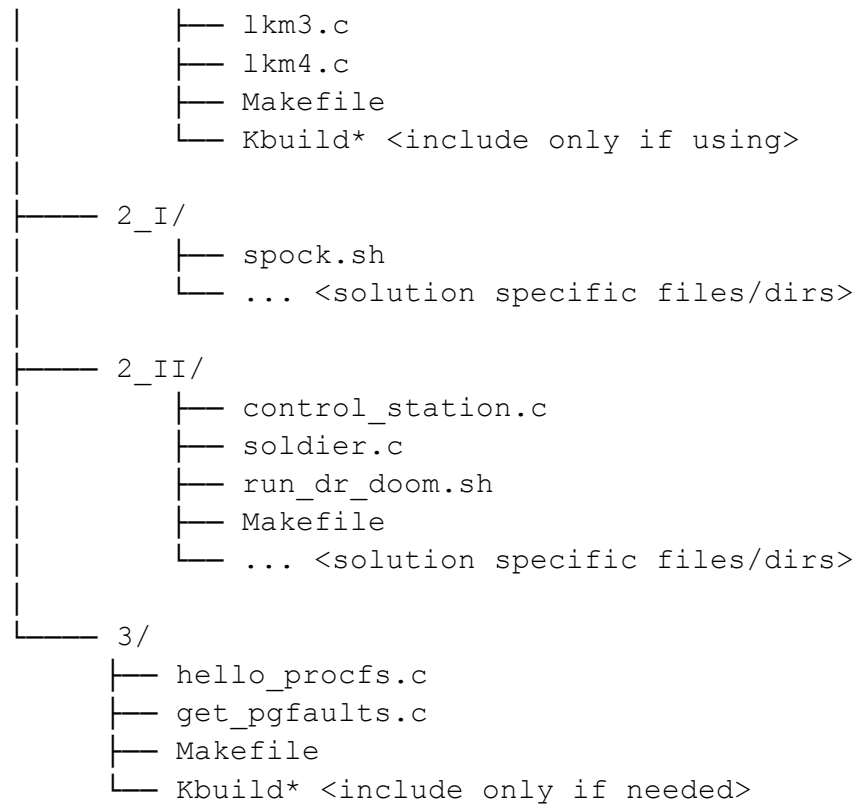 │       ├── lkm3.c
│       ├── lkm4.c
│       ├── Makefile
│       └── Kbuild* <include only if using>
│
├──── 2_I/
│       ├── spock.sh
│       └── ... <solution specific files/dirs>
│
├──── 2_II/
│       ├── control_station.c
│       ├── soldier.c
│       ├── run_dr_doom.sh
│       ├── Makefile
│       └── ... <solution specific files/dirs>
│
└──── 3/
     ├── hello_procfs.c
     ├── get_pgfaults.c
     ├── Makefile
     └── Kbuild* <include only if needed>